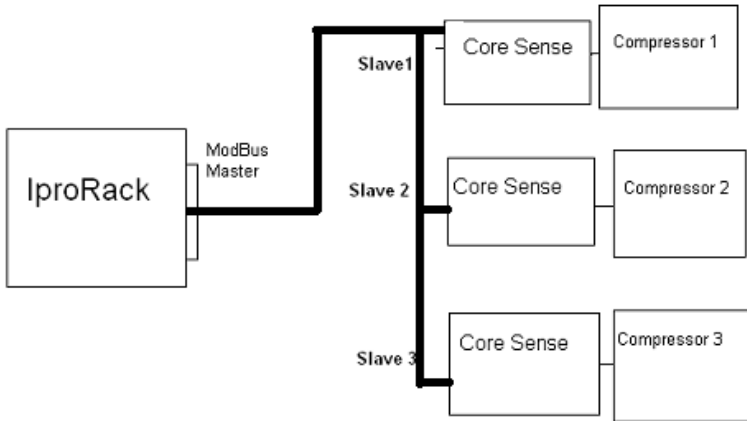 Slave1
Core Sense
Compressor 1
IproRack
ModBus
Master
Slave 2
Core Sense
Compressor 2
Slave 3
Core Sense
Compressor 3